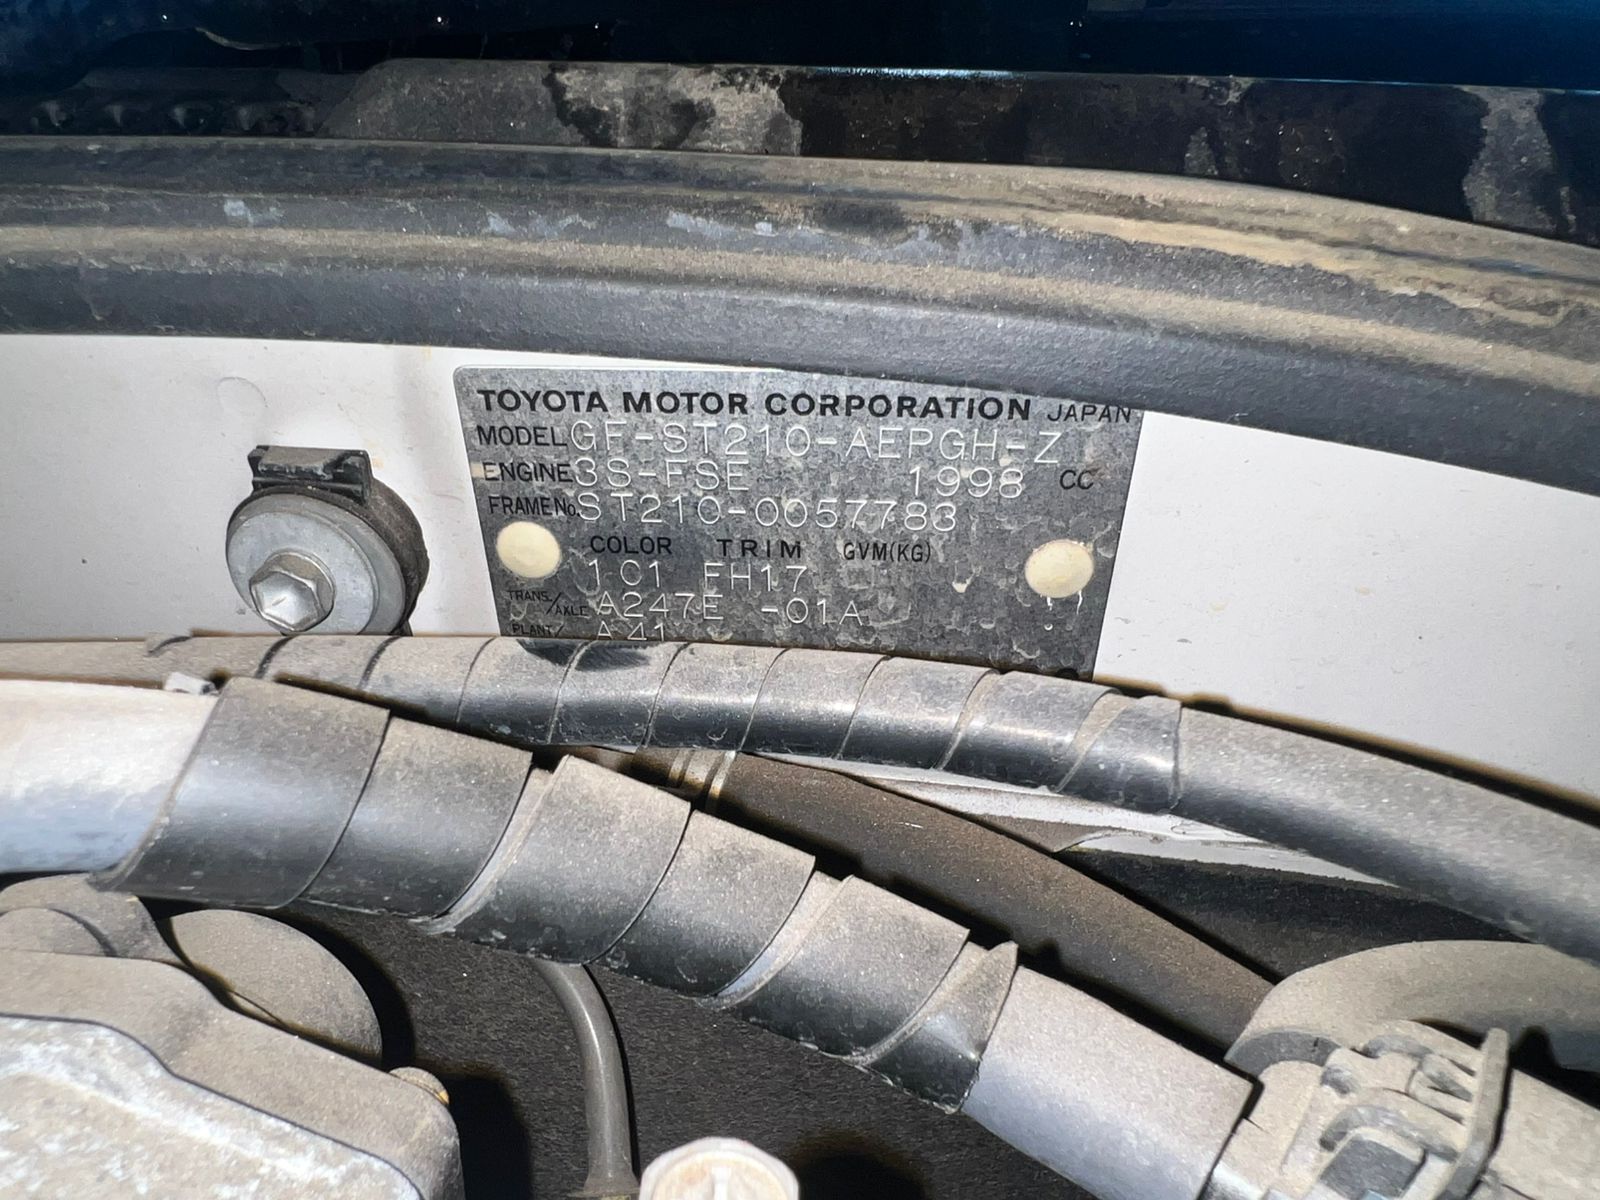 TOYOTA MOTOR CORPORATION JAPAN
MODEL GF-ST210-AEPGH-Z
ENGINE 3S-FSE 1998 CC
FRAME No. ST210-0057783
COLOR TRIM GVM(KG)
1C1 FH17
TRANS/AXLE A247E -01A
PLANT/ A41